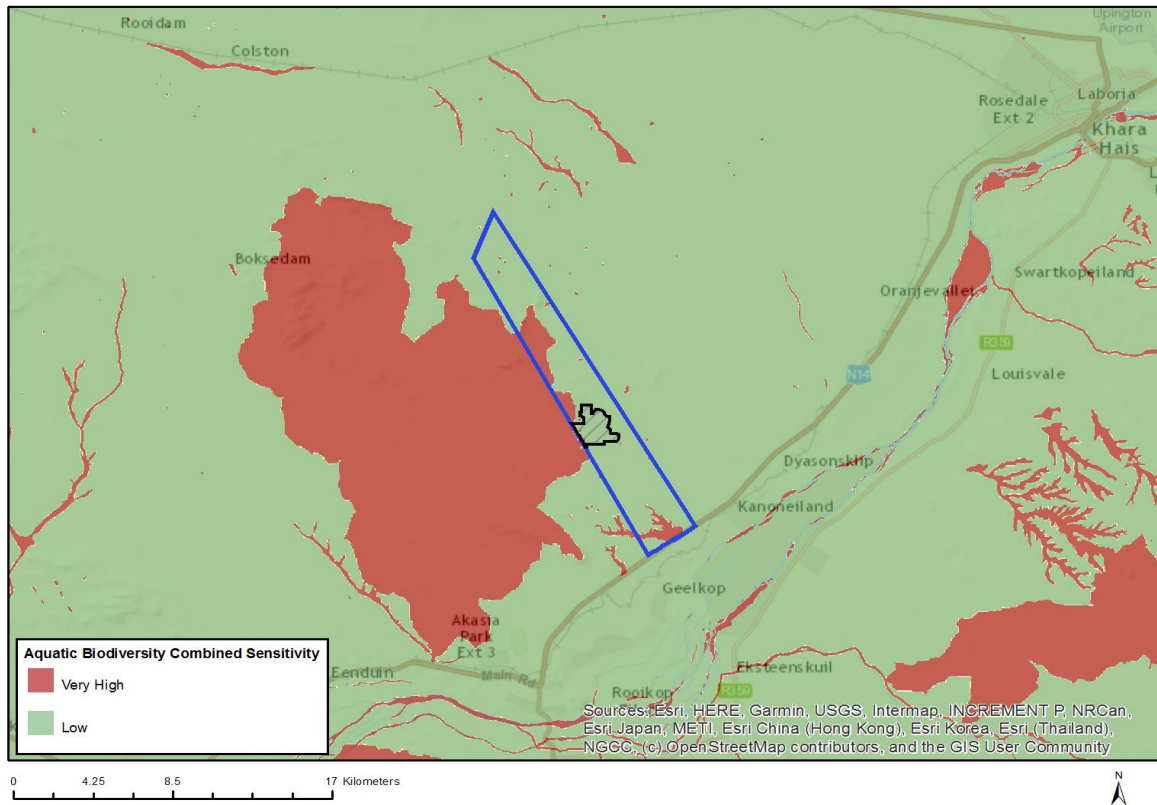 Rooidam
Colston
Upington
Airport
Laboria
Rosedale
Ext 2
Khara
Hais
Boksedam
Swartkopeiland
Oranjevallei
R359
Louisvale
N14
Dyasonsklip
Kanoneiland
Geelkop
Akasia
Park
Ext 3
Eenduin
Main Rd
Eksteenskuil
Rooikop
R359
Aquatic Biodiversity Combined Sensitivity
Very High
Low
Sources: Esri, HERE, Garmin, USGS, Intermap, INCREMENT P, NRCan,
Esri Japan, METI, Esri China (Hong Kong), Esri Korea, Esri (Thailand),
NGCC, (c) OpenStreetMap contributors, and the GIS User Community
0 4.25 8.5 17 Kilometers
N